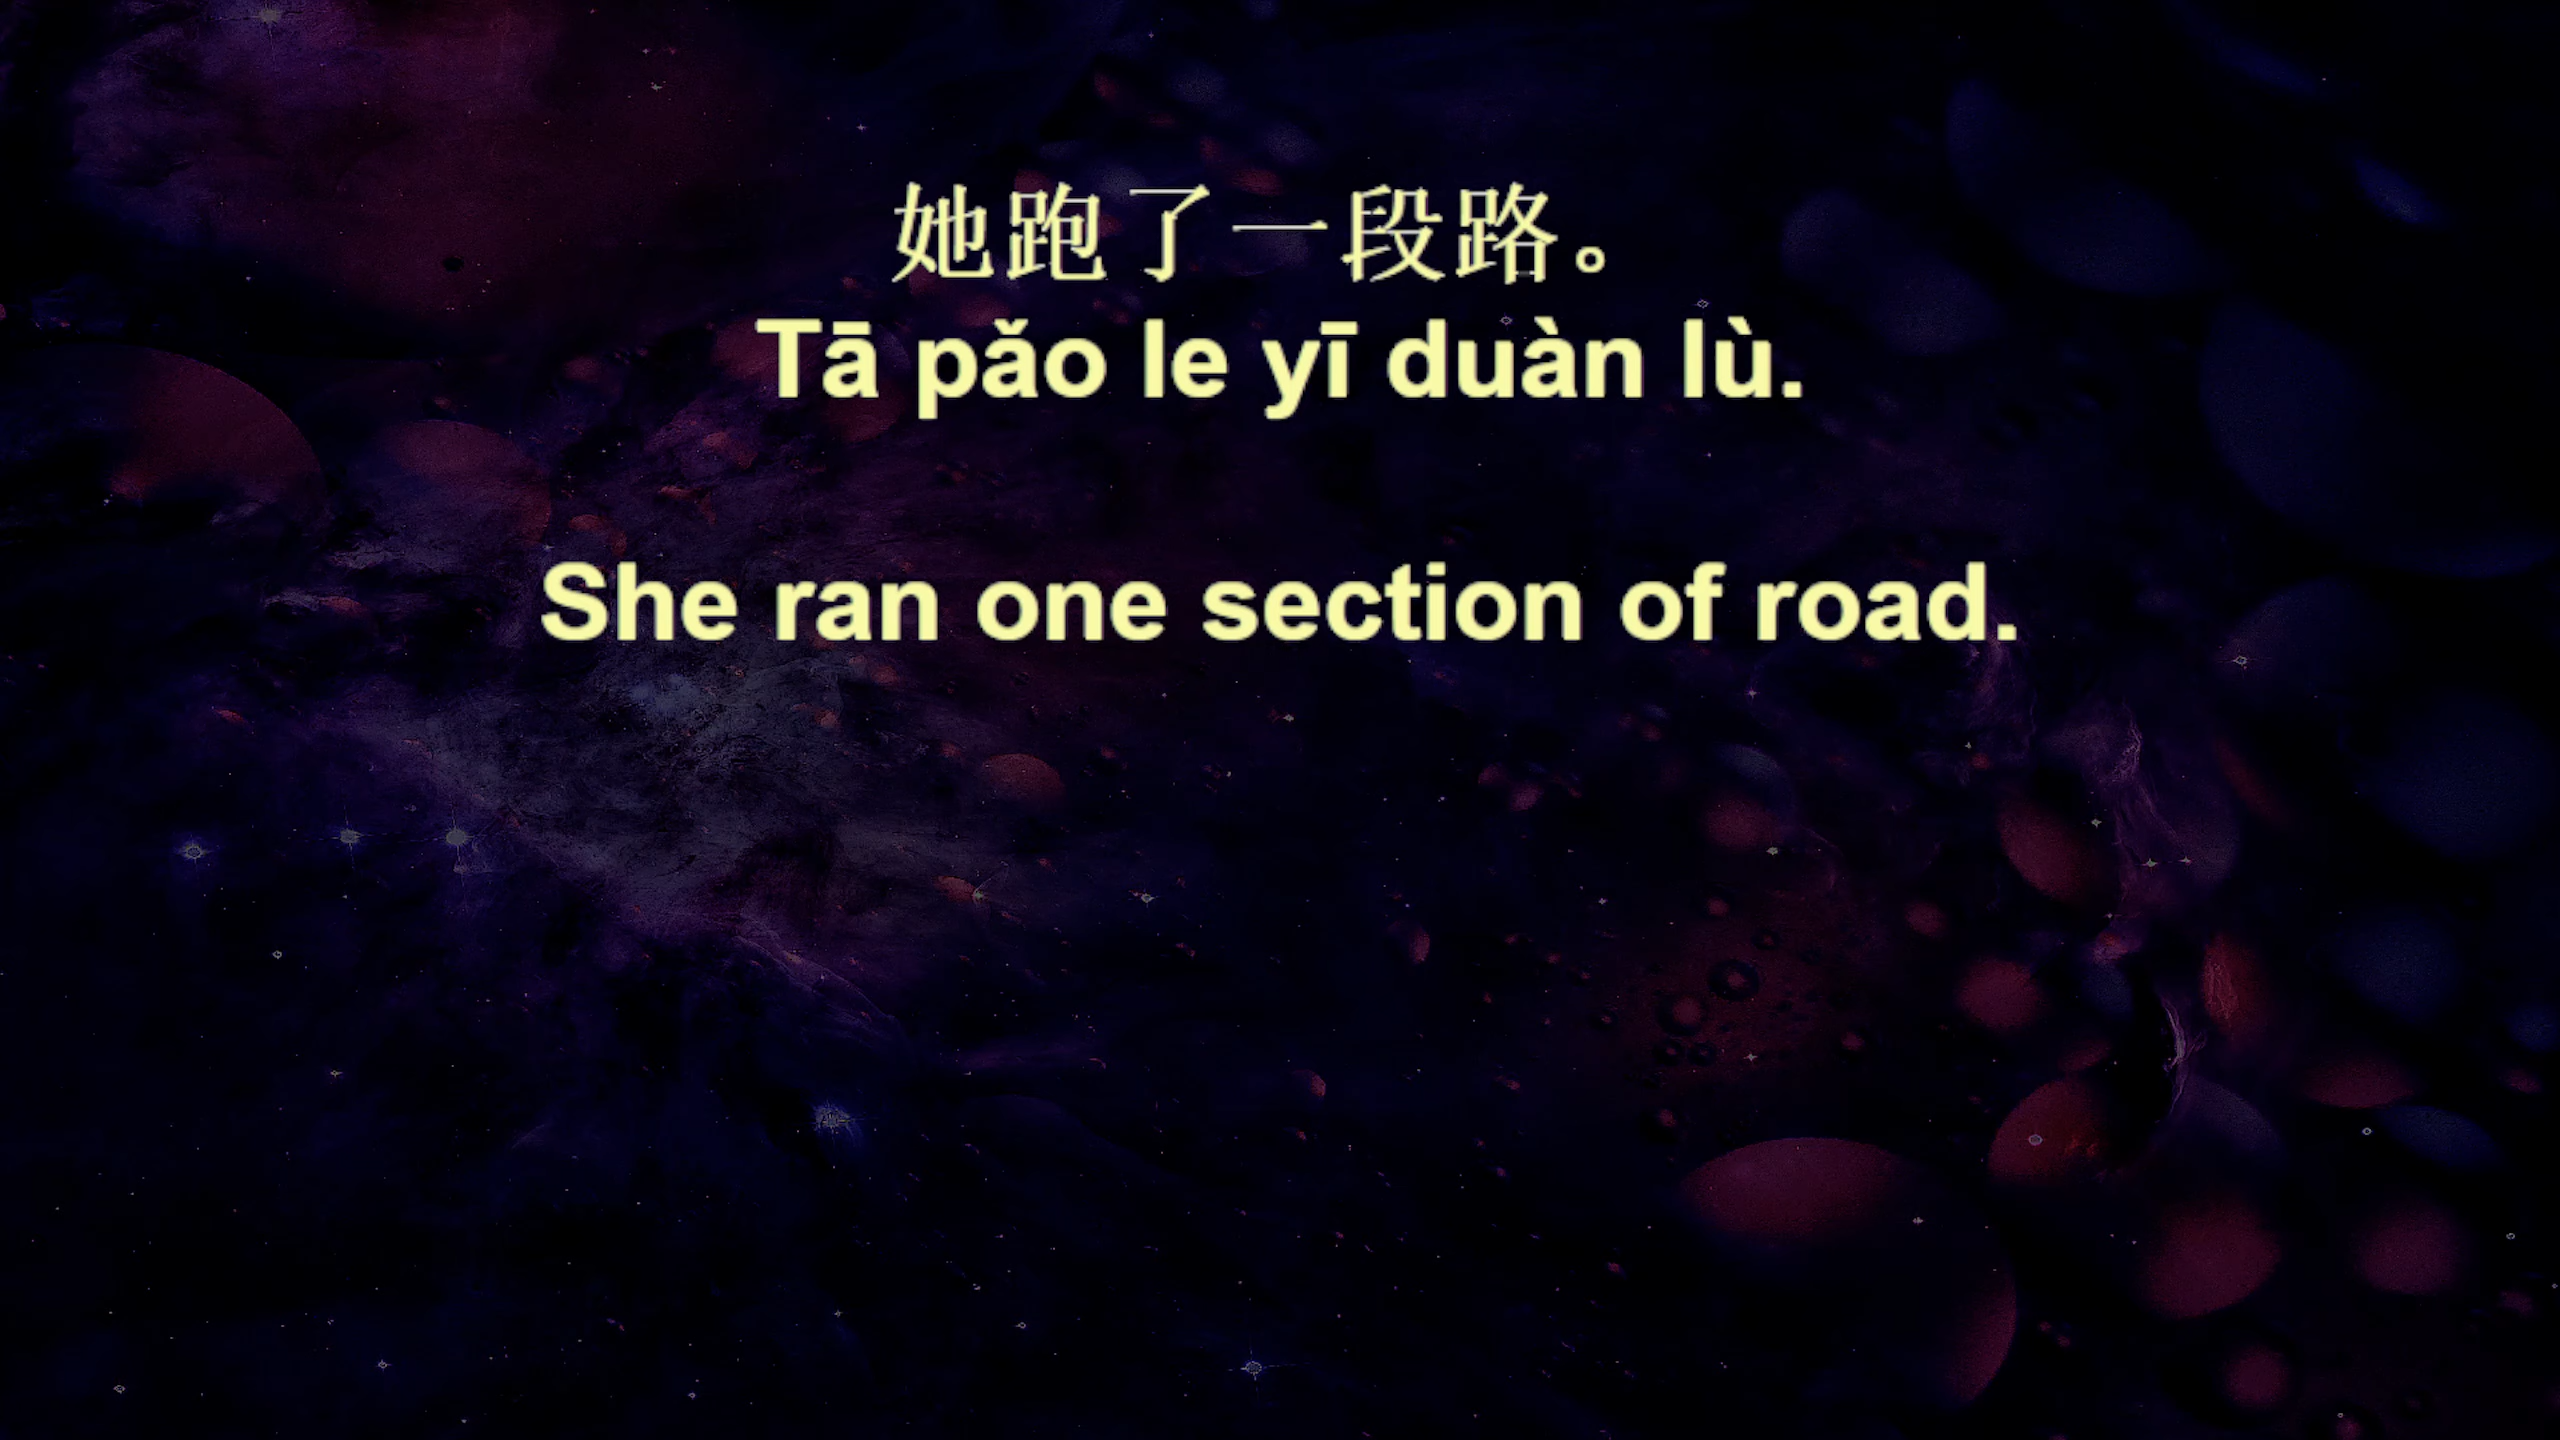 她跑了一段路。
Tā pǎo le yī duàn lù.
She ran one section of road.